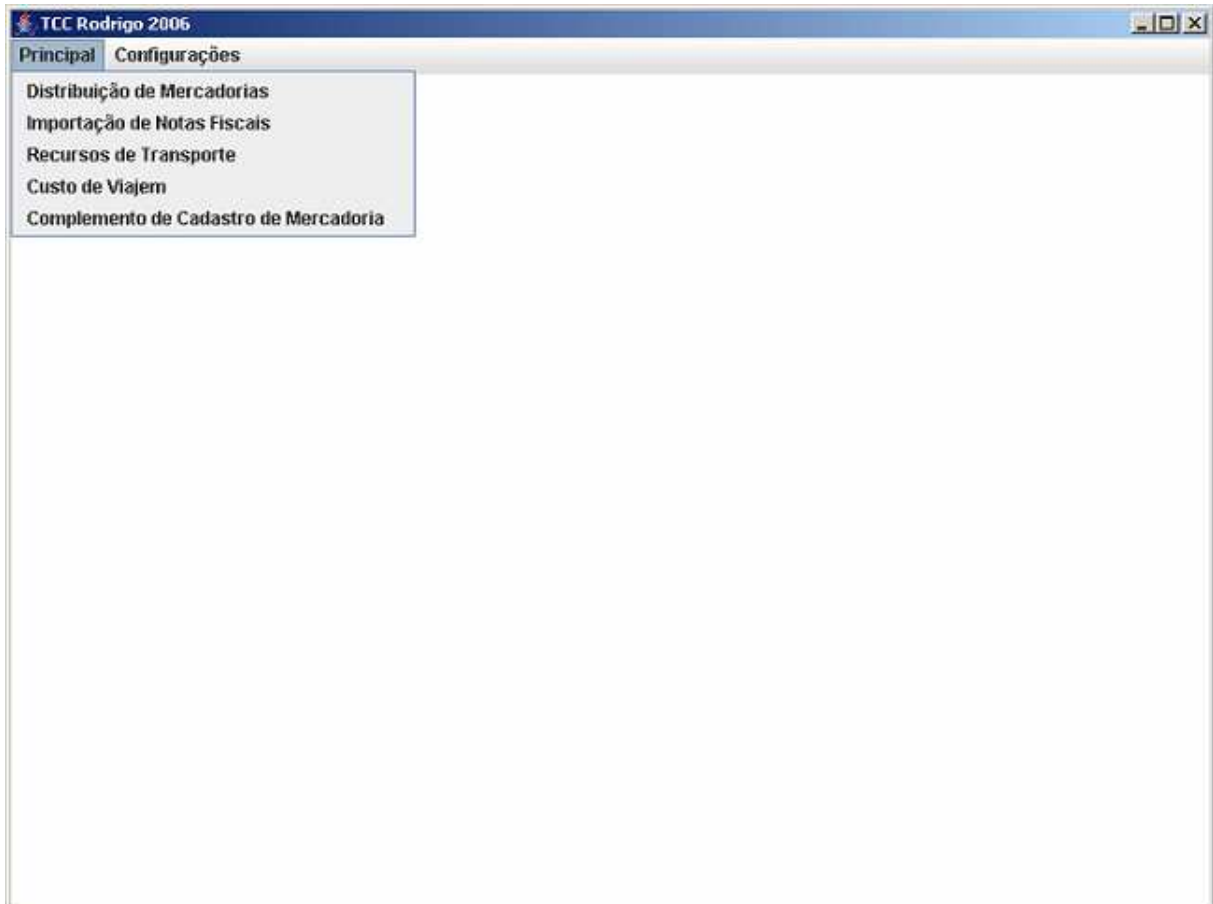 TCC Rodrigo 2006
Principal Configurações
Distribuição de Mercadorias
Importação de Notas Fiscais
Recursos de Transporte
Custo de Viajem
Complemento de Cadastro de Mercadoria